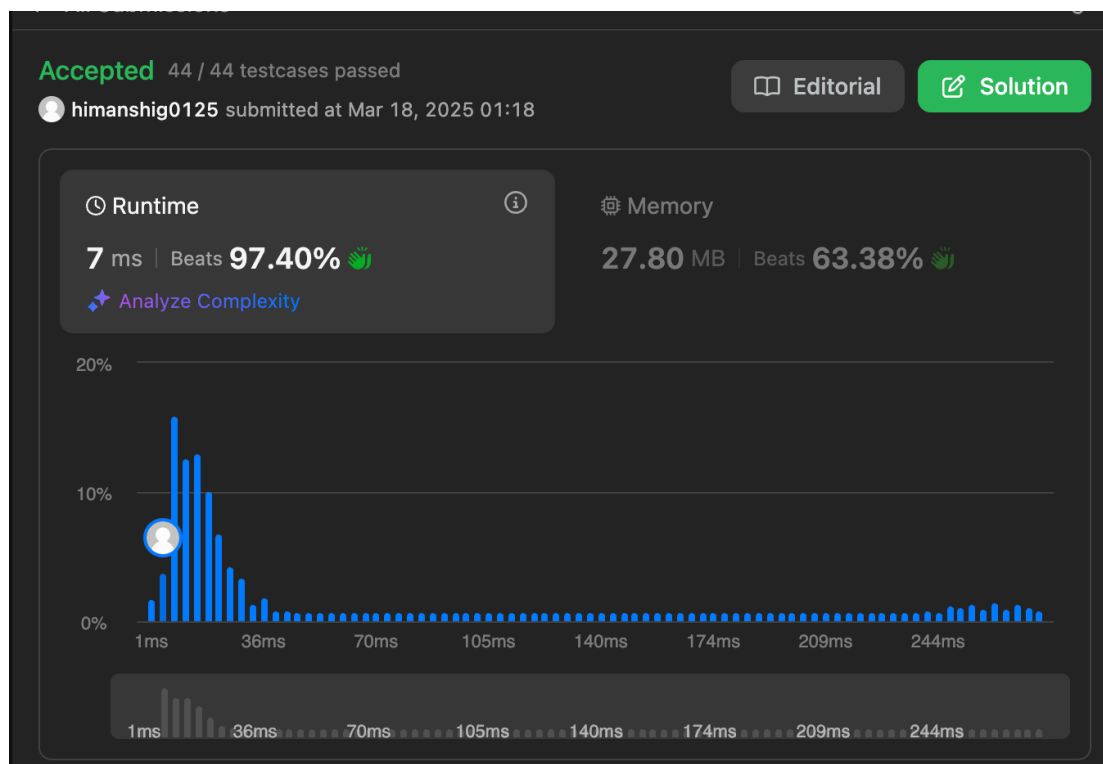 Accepted 44 / 44 testcases passed
Editorial
Solution
himanshig0125 submitted at Mar 18, 2025 01:18
Runtime
7 ms | Beats 97.40%
Analyze Complexity
Memory
27.80 MB | Beats 63.38%
20%
10%
0%
1ms 36ms 70ms 105ms 140ms 174ms 209ms 244ms
1ms 36ms 70ms 105ms 140ms 174ms 209ms 244ms